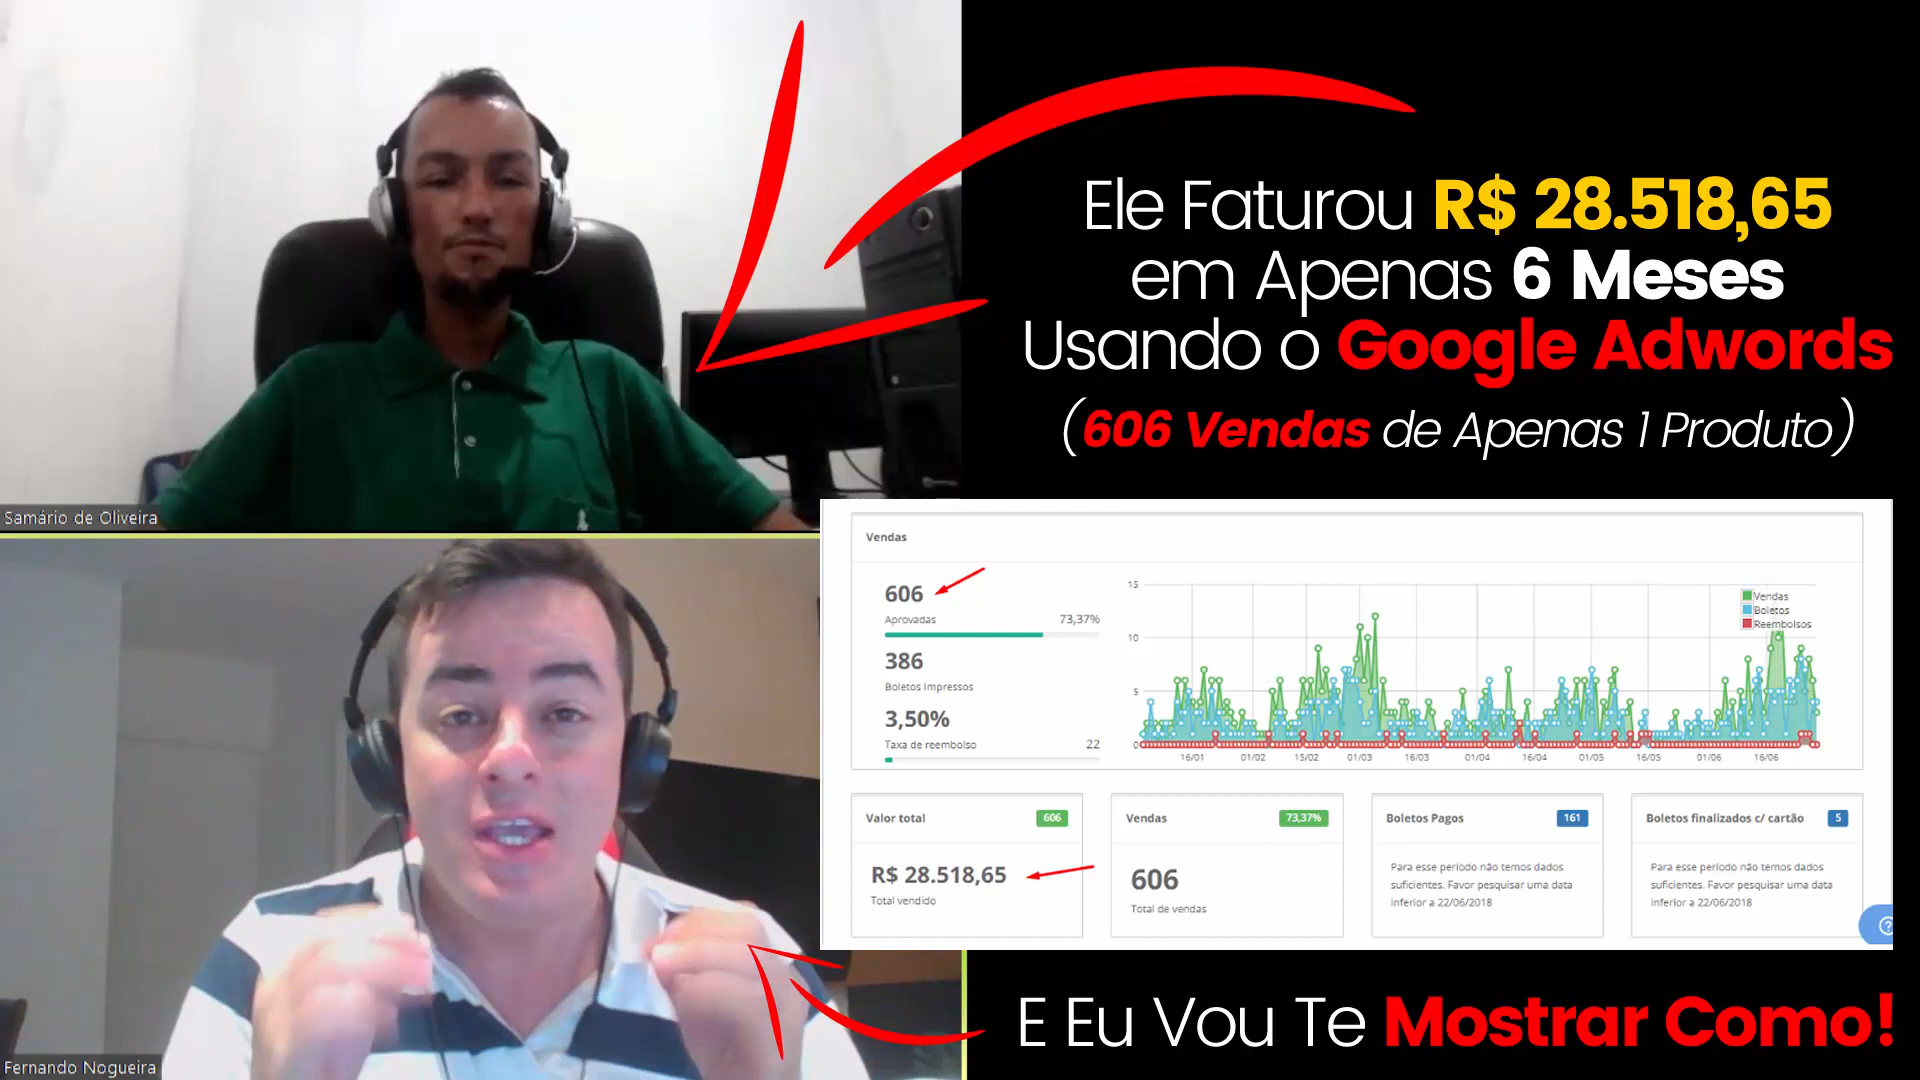 Ele Faturou R$ 28.518,65
em Apenas 6 Meses
Usando o Google Adwords
(606 Vendas de Apenas 1 Produto)
Samário de Oliveira
Vendas
606
Aprovadas 73,37%
386
Boletos Impressos
3,50%
Taxa de reembolso 22
15
10
5
0
Vendas
Boletos
Reembolsos
16/01 01/02 15/02 01/03 16/03 01/04 16/04 01/05 16/05 01/06 16/06
Valor total 606
R$ 28.518,65
Total vendido
Vendas 73,37%
606
Total de vendas
Boletos Pagos 161
Para esse período não temos dados
suficientes. Favor pesquisar uma data
inferior a 22/06/2018
Boletos finalizados c/ cartão 5
Para esse período não temos dados
suficientes. Favor pesquisar uma data
inferior a 22/06/2018
E Eu Vou Te Mostrar Como!
Fernando Nogueira